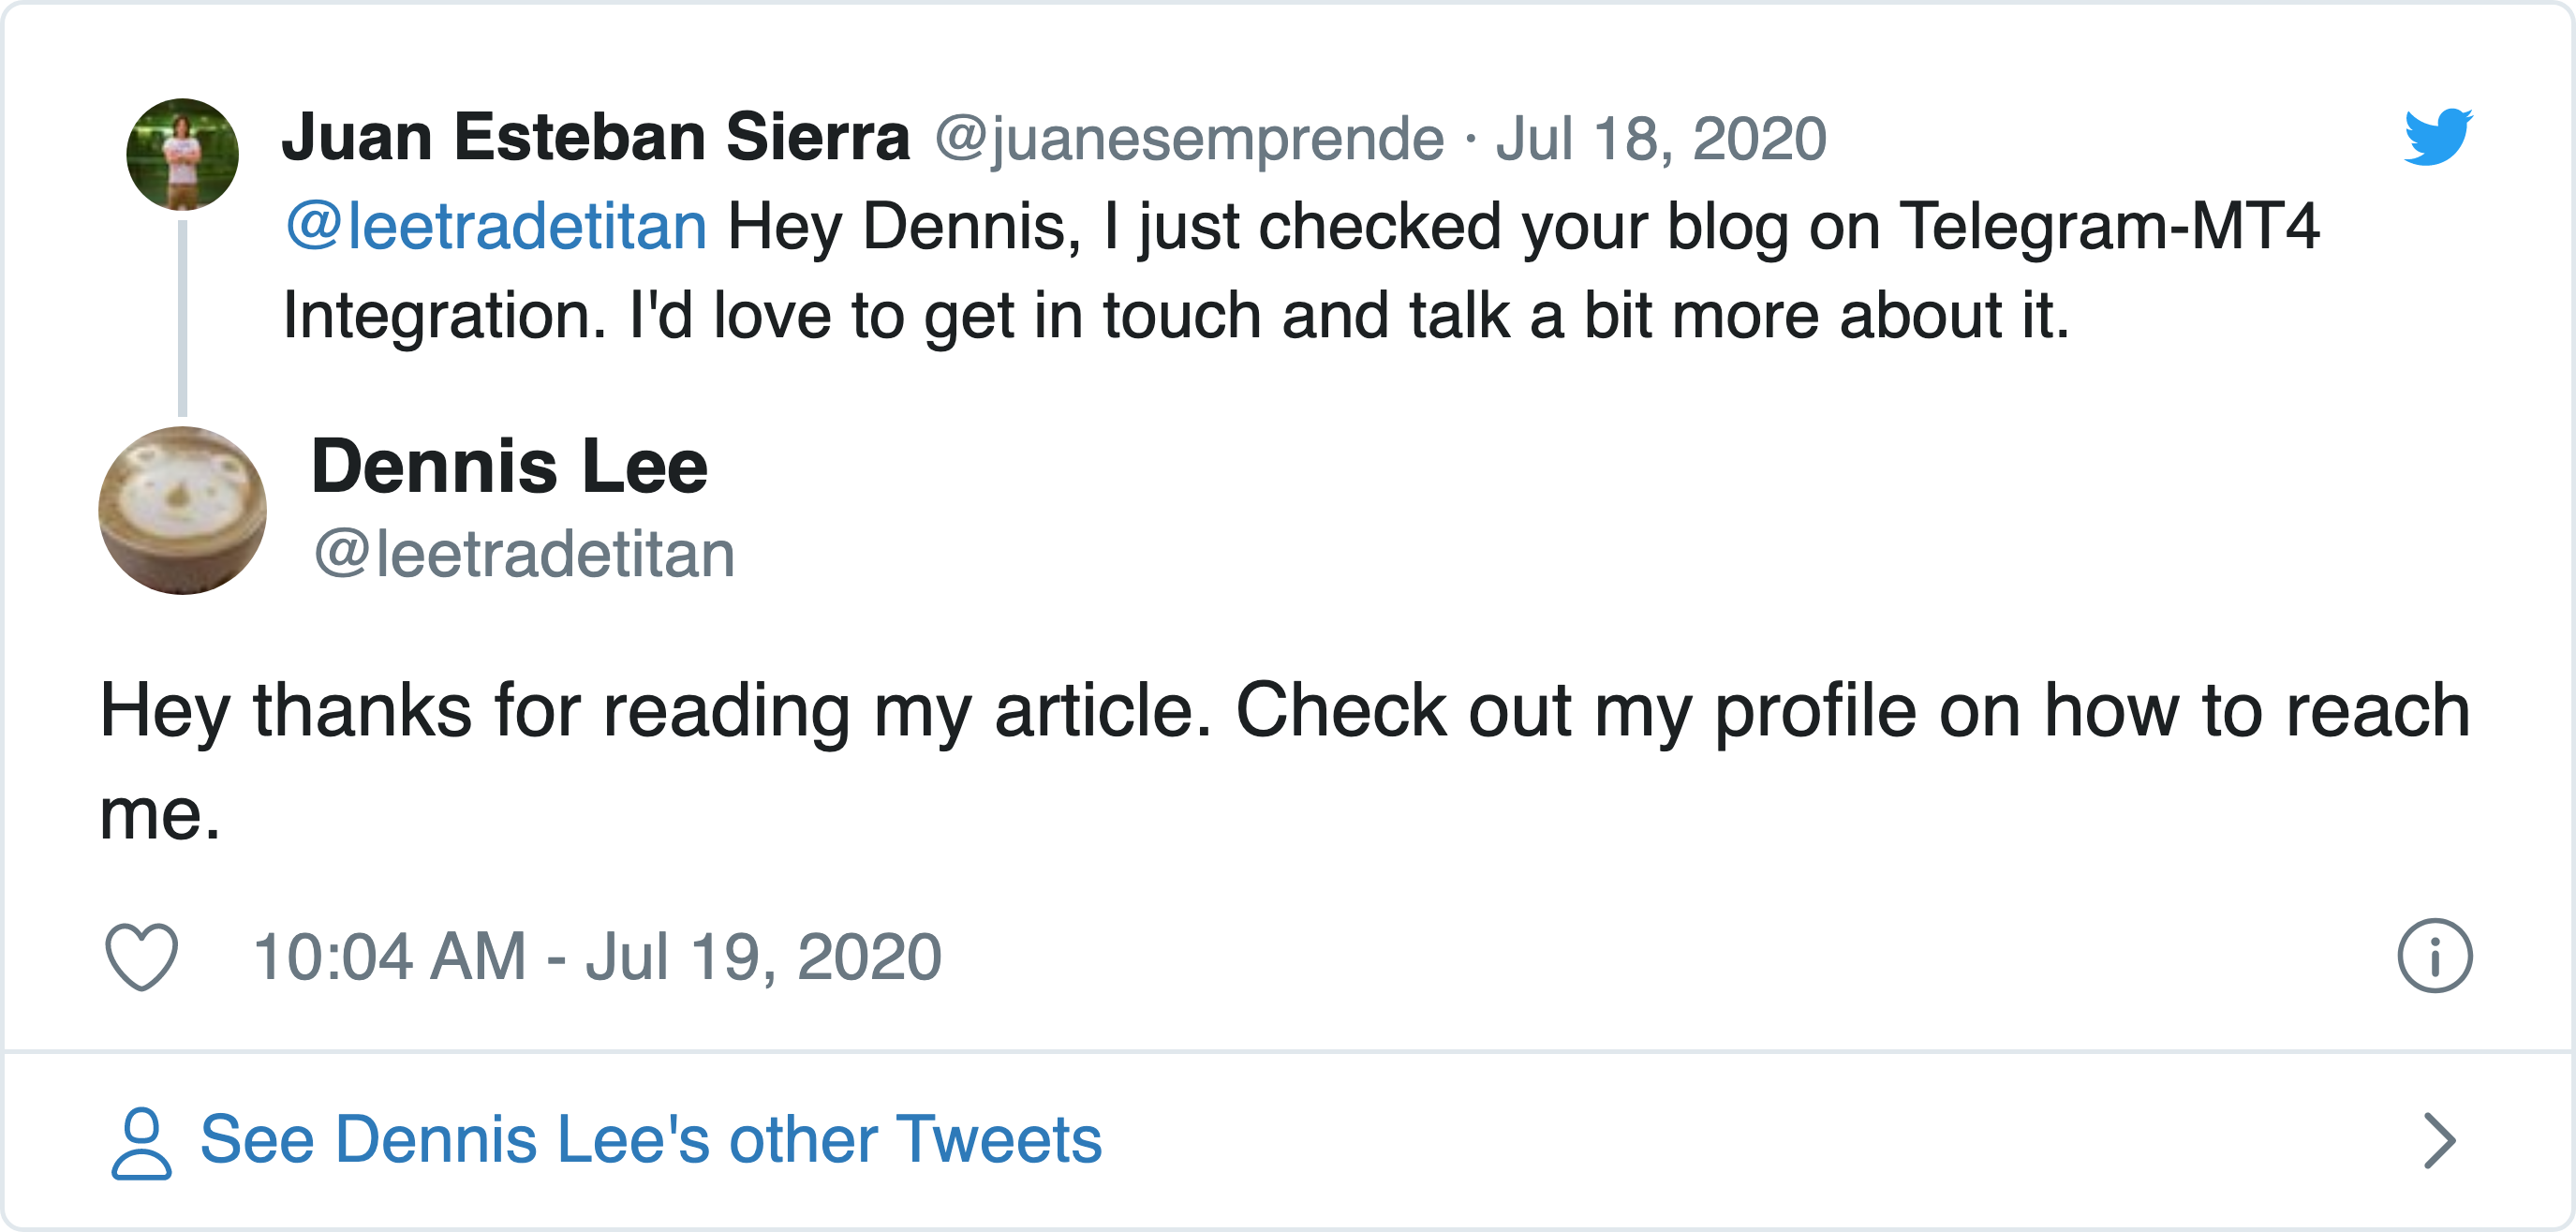 Juan Esteban Sierra @juanesemprende · Jul 18, 2020
@leetradetitan Hey Dennis, I just checked your blog on Telegram-MT4
Integration. I'd love to get in touch and talk a bit more about it.
Dennis Lee
@leetradetitan
Hey thanks for reading my article. Check out my profile on how to reach
me.
10:04 AM - Jul 19, 2020
See Dennis Lee's other Tweets